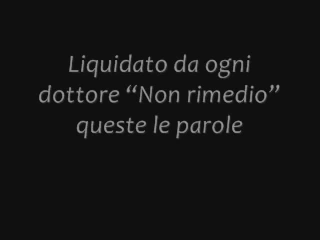 Liquidato da ogni
dottore “Non rimedio”
queste le parole